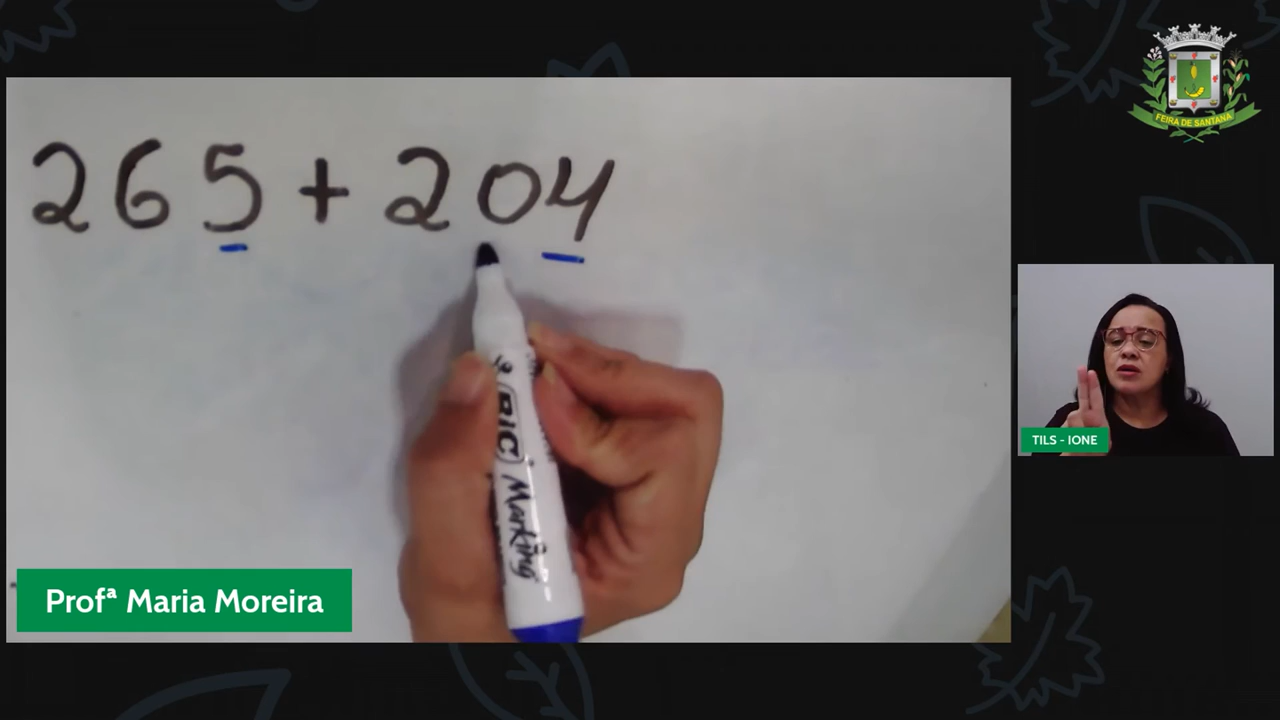 265 + 204
FEIRA DE SANTANA
BIC Marking
TILS - IONE
Profª Maria Moreira